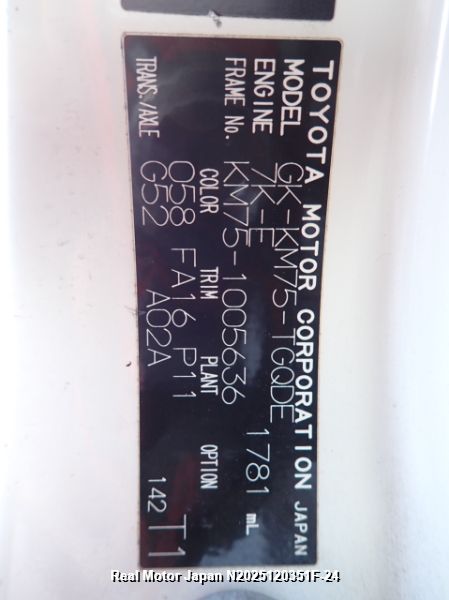 TOYOTA MOTOR CORPORATION JAPAN
MODEL GK-KM75-TGQDE
ENGINE 7K-E 1781 mL
FRAME No. KM75-1005636
COLOR TRIM PLANT OPTION
058 FA16 P11
TRANS./AXLE G52 A02A 142 T1
Real Motor Japan N2025120351F-24